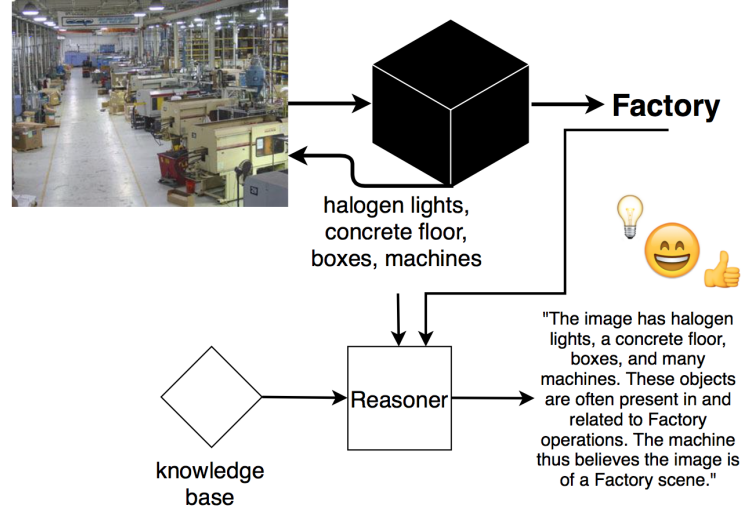 Factory
halogen lights,
concrete floor,
boxes, machines
"The image has halogen
lights, a concrete floor,
boxes, and many
machines. These objects
are often present in and
related to Factory
operations. The machine
thus believes the image is
of a Factory scene."
Reasoner
knowledge
base